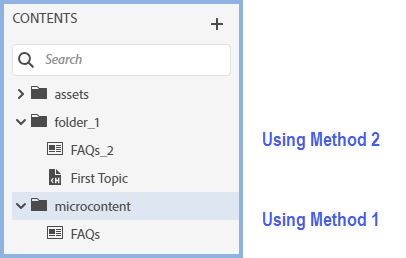 CONTENTS
Search
assets
folder_1
FAQs_2
Using Method 2
First Topic
microcontent
Using Method 1
FAQs